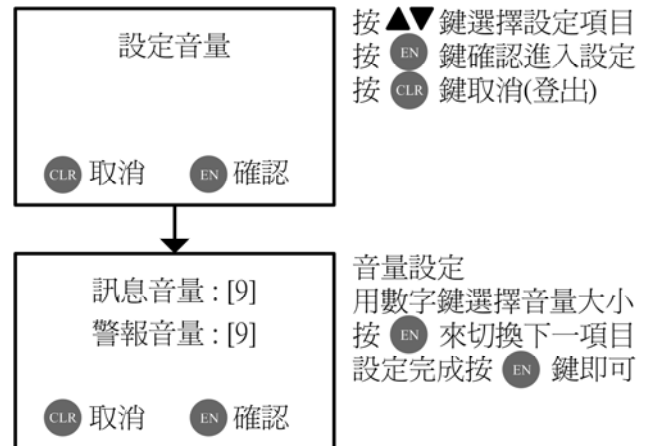 設定音量
CLR 取消 EN 確認
按▲▼鍵選擇設定項目
按 EN 鍵確認進入設定
按 CLR 鍵取消(登出)
訊息音量:[9]
警報音量:[9]
CLR 取消 EN 確認
音量設定
用數字鍵選擇音量大小
按 EN 來切換下一項目
設定完成按 EN 鍵即可